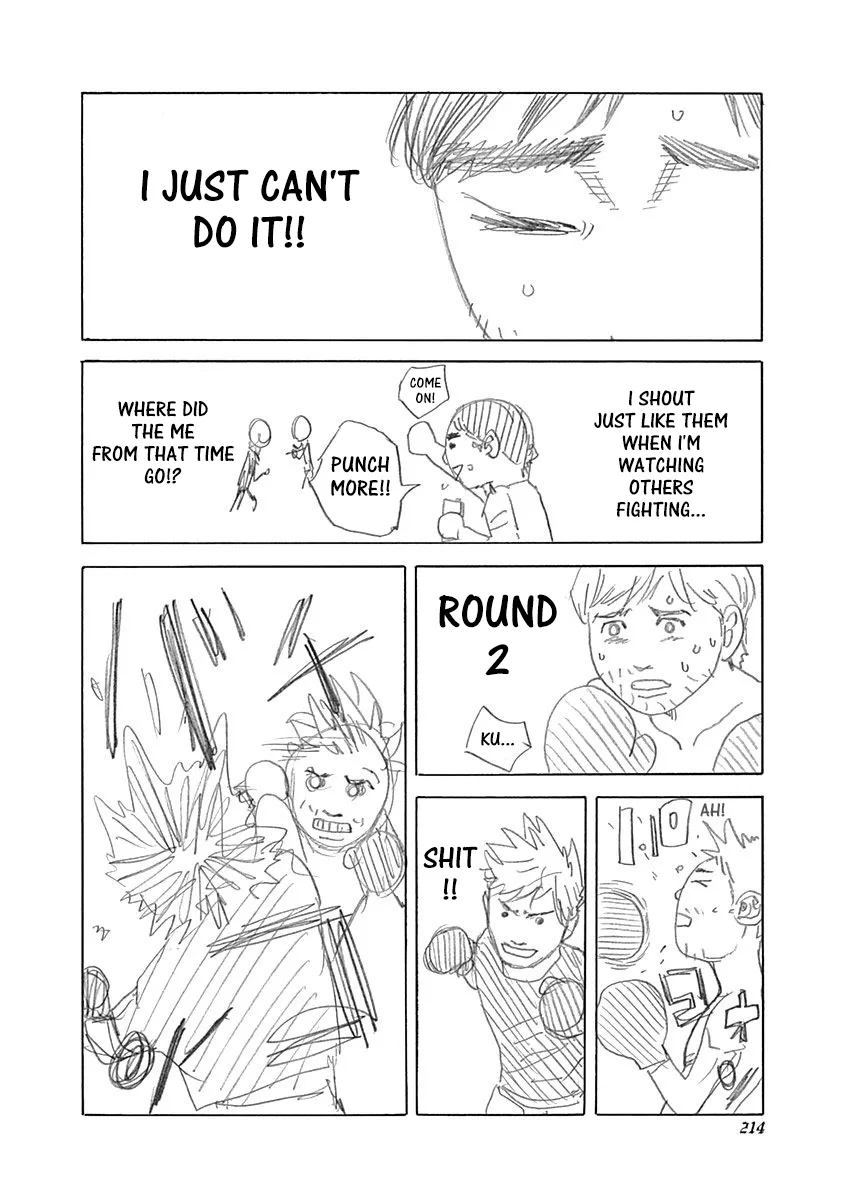 I JUST CAN'T
DO IT!!
I SHOUT
JUST LIKE THEM
WHEN I'M
WATCHING
OTHERS
FIGHTING...
COME
ON!
PUNCH
MORE!!
WHERE DID
THE ME
FROM THAT TIME
GO!?
ROUND
2
KU...
AH!
SHIT
!!
214